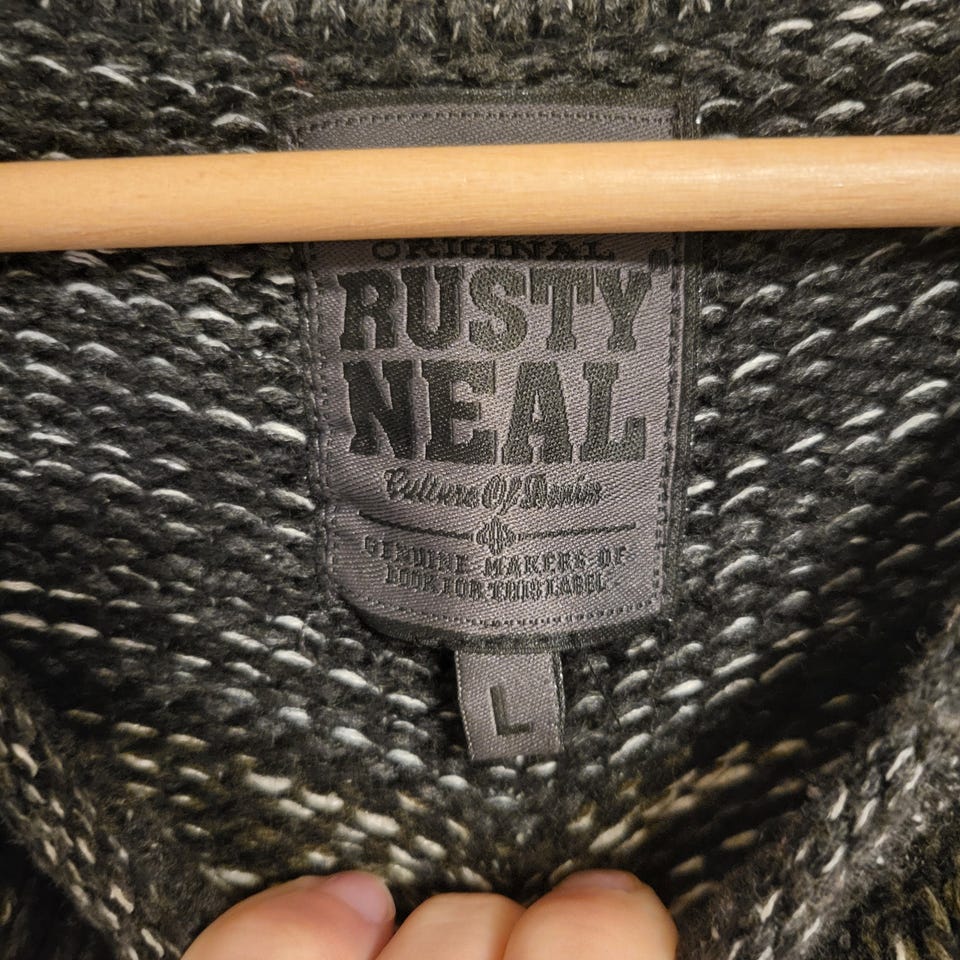 ORIGINAL
RUSTY®
NEAL
Culture Of Denim
GENUINE MAKERS OF
LOOK FOR THIS LABEL
L